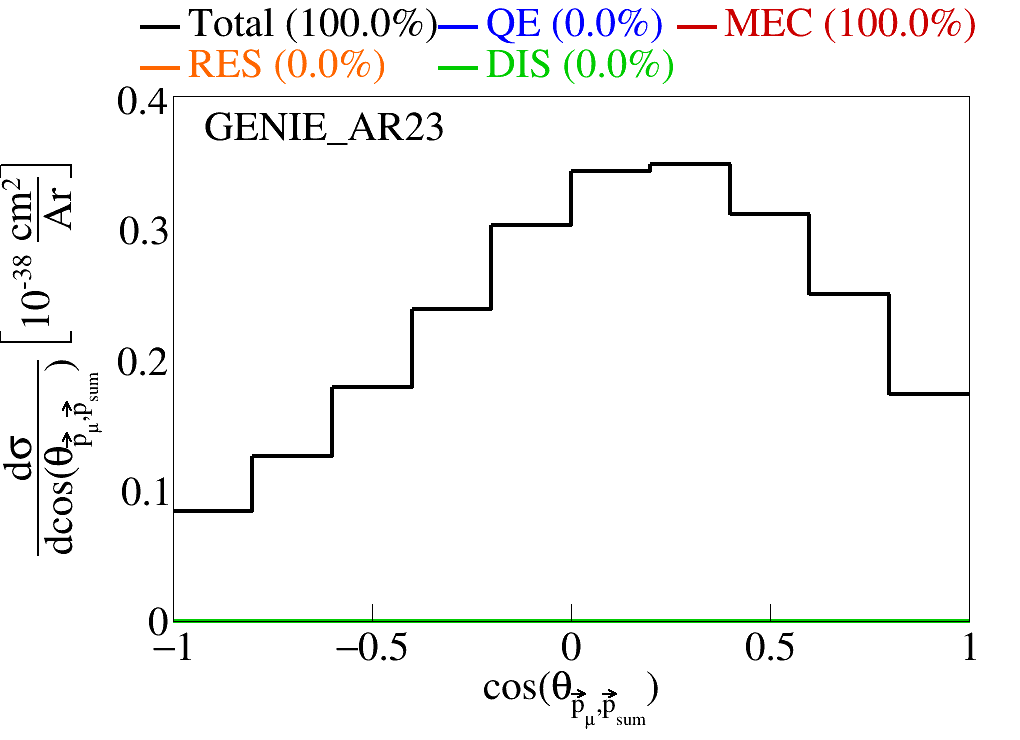 Total (100.0%) QE (0.0%) MEC (100.0%)
RES (0.0%) DIS (0.0%)
GENIE_AR23
dσ
dcos(θ p⃗μ,p⃗sum)
[10-38 cm2
Ar]
0.4
0.3
0.2
0.1
0
−1 −0.5 0 0.5 1
cos(θ p⃗μ,p⃗sum)